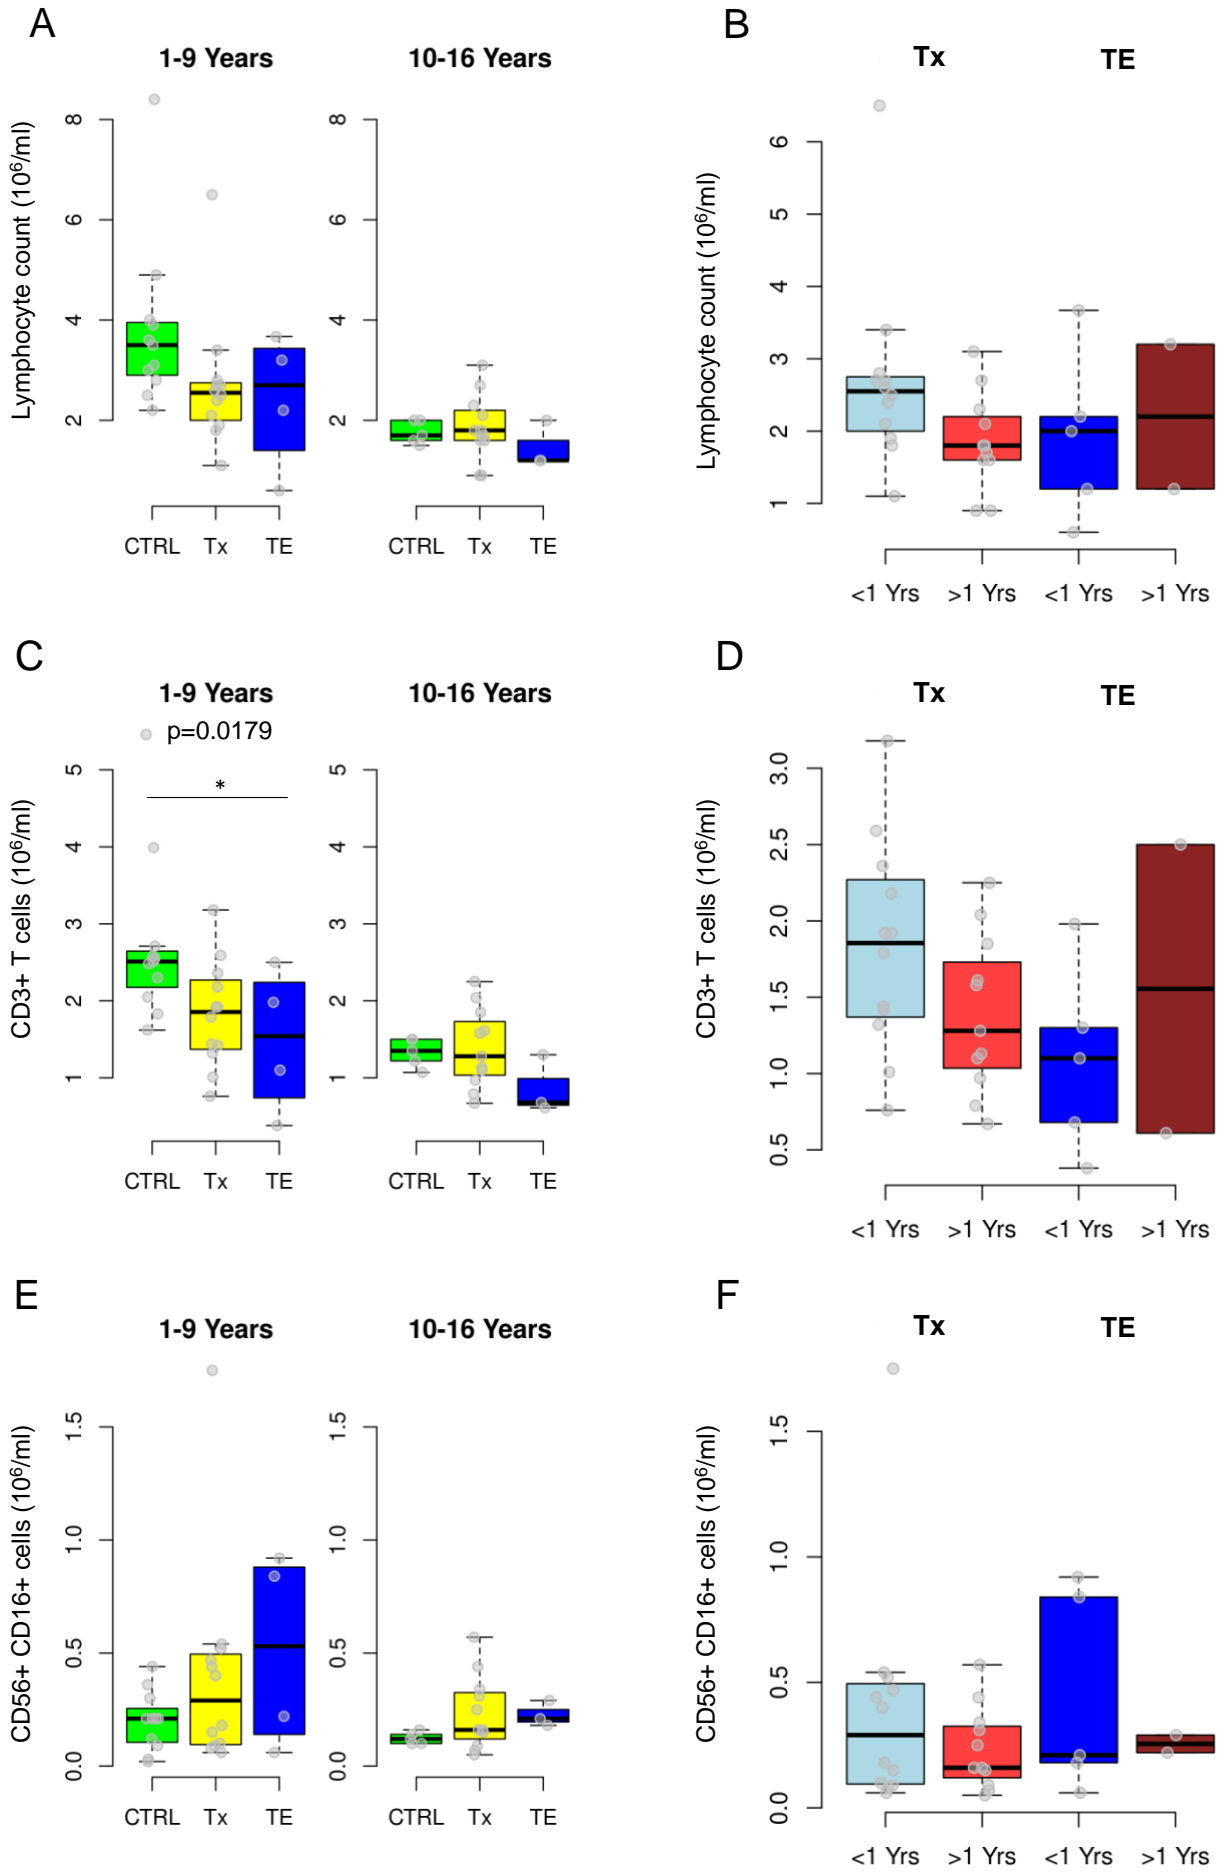 A
1-9 Years
10-16 Years
Lymphocyte count (10⁶/ml)
8
6
4
2
8
6
4
2
CTRL Tx TE
CTRL Tx TE
B
Tx TE
Lymphocyte count (10⁶/ml)
6
5
4
3
2
1
<1 Yrs >1 Yrs <1 Yrs >1 Yrs
C
1-9 Years
10-16 Years
p=0.0179
*
CD3+ T cells (10⁶/ml)
5
4
3
2
1
5
4
3
2
1
CTRL Tx TE
CTRL Tx TE
D
Tx TE
CD3+ T cells (10⁶/ml)
3.0
2.5
2.0
1.5
1.0
0.5
<1 Yrs >1 Yrs <1 Yrs >1 Yrs
E
1-9 Years
10-16 Years
CD56+ CD16+ cells (10⁶/ml)
1.5
1.0
0.5
0.0
1.5
1.0
0.5
0.0
CTRL Tx TE
CTRL Tx TE
F
Tx TE
CD56+ CD16+ cells (10⁶/ml)
1.5
1.0
0.5
0.0
<1 Yrs >1 Yrs <1 Yrs >1 Yrs